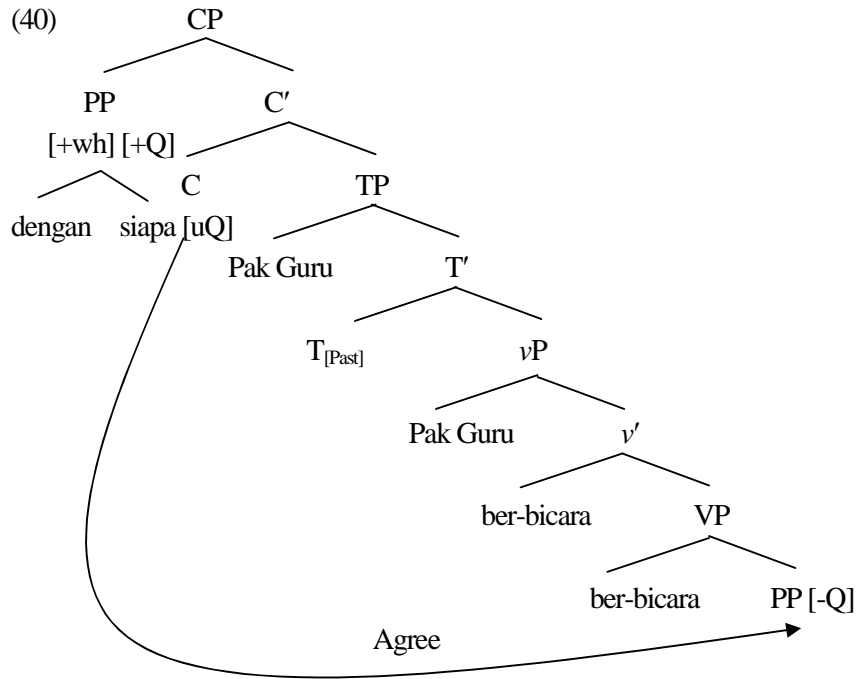 (40) CP
PP C′
[+wh] [+Q]
C TP
dengan siapa [uQ]
Pak Guru T′
T[Past] vP
Pak Guru v′
ber-bicara VP
ber-bicara PP [-Q]
Agree